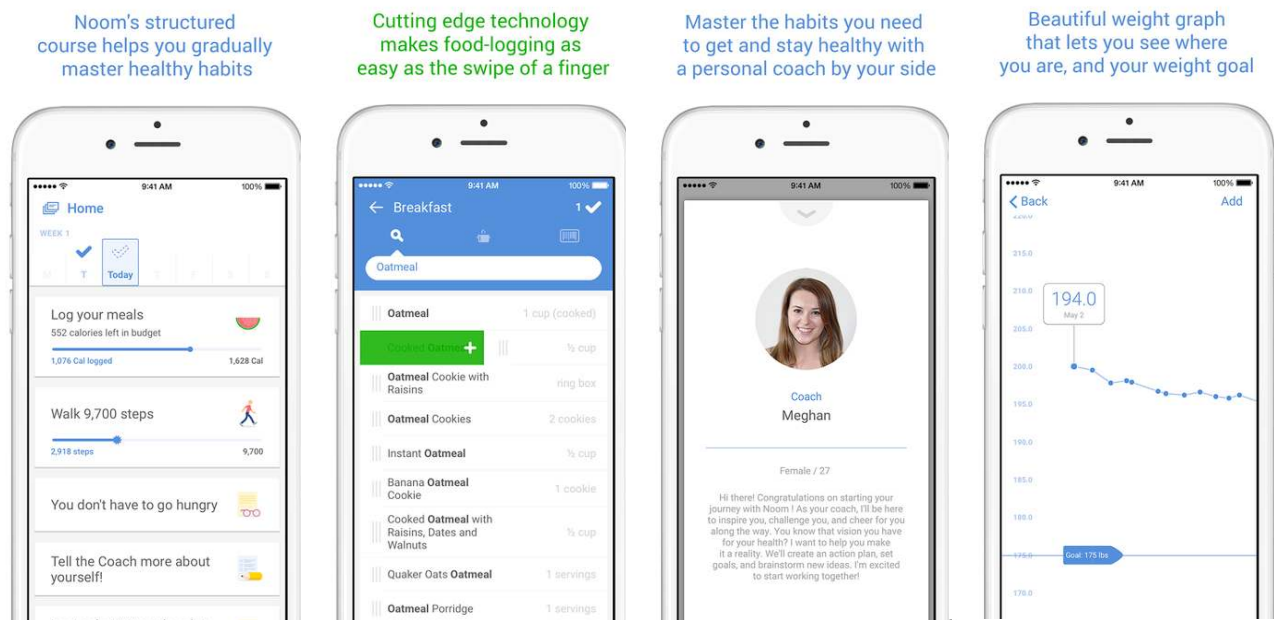 Noom's structured
course helps you gradually
master healthy habits
9:41 AM
100%
Home
WEEK 1
M T Today T F S S
Log your meals
552 calories left in budget
1,076 Cal logged
1,628 Cal
Walk 9,700 steps
2,918 steps
9,700
You don't have to go hungry
Tell the Coach more about
yourself!
Cutting edge technology
makes food-logging as
easy as the swipe of a finger
9:41 AM
100%
Breakfast
1
Oatmeal
Oatmeal
1 cup (cooked)
Cooked Oatmeal
½ cup
Oatmeal Cookie with
Raisins
ring box
Oatmeal Cookies
2 cookies
Instant Oatmeal
½ cup
Banana Oatmeal
Cookie
1 cookie
Cooked Oatmeal with
Raisins, Dates and
Walnuts
½ cup
Quaker Oats Oatmeal
1 servings
Oatmeal Porridge
1 servings
Master the habits you need
to get and stay healthy with
a personal coach by your side
9:41 AM
100%
Coach
Meghan
Female / 27
Hi there! Congratulations on starting your
journey with Noom ! As your coach, I'll be here
to inspire you, challenge you, and cheer for you
along the way. You know that vision you have
for your health? I want to help you make
it a reality. We'll create an action plan, set
goals, and brainstorm new ideas. I'm excited
to start working together!
Beautiful weight graph
that lets you see where
you are, and your weight goal
9:41 AM
100%
Back
Add
220.0
215.0
210.0
194.0
May 2
205.0
200.0
195.0
190.0
185.0
180.0
175.0
Goal: 175 lbs
170.0